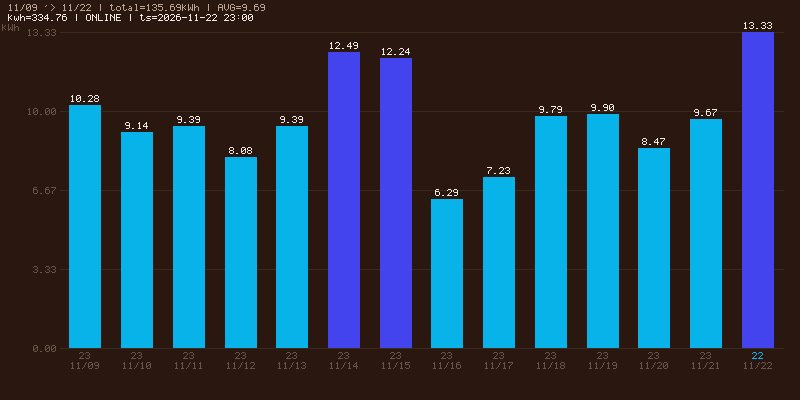 11/09 -> 11/22 | total=135.69kWh | AVG=9.69
Kwh=334.76 | ONLINE | ts=2026-11-22 23:00
kWh
13.33
10.00
6.67
3.33
0.00
10.28 9.14 9.39 8.08 9.39 12.49 12.24 6.29 7.23 9.79 9.90 8.47 9.67 13.33
23 23 23 23 23 23 23 23 23 23 23 23 23 22
11/09 11/10 11/11 11/12 11/13 11/14 11/15 11/16 11/17 11/18 11/19 11/20 11/21 11/22